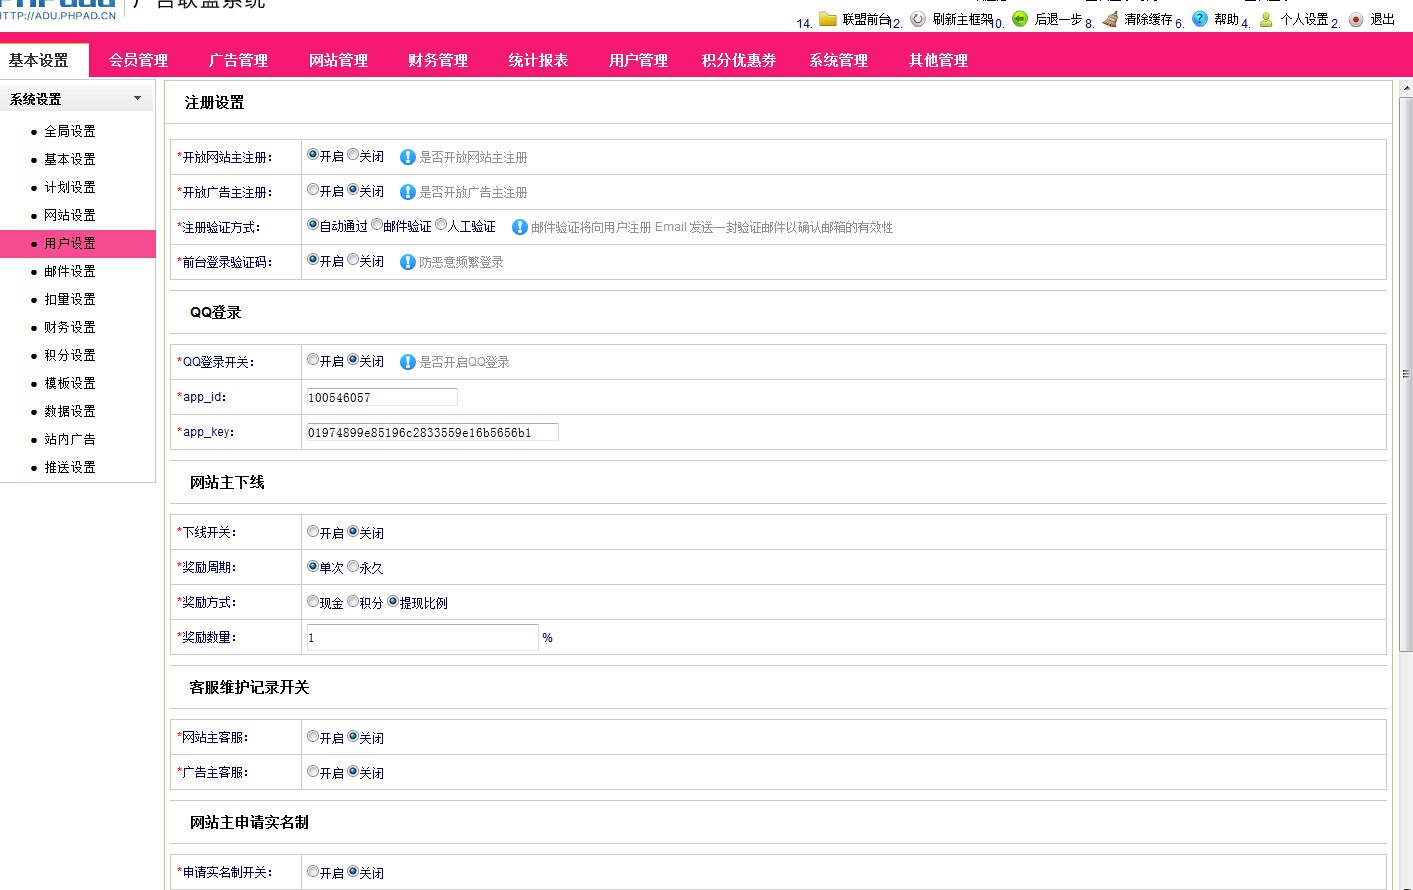 HTTP://ADU.PHPAD.CN
14. 联盟前台12. 刷新主框架10. 后退一步8. 清除缓存6. 帮助4. 个人设置2. 退出
基本设置 会员管理 广告管理 网站管理 财务管理 统计报表 用户管理 积分优惠券 系统管理 其他管理
系统设置
全局设置
基本设置
计划设置
网站设置
用户设置
邮件设置
扣量设置
财务设置
积分设置
模板设置
数据设置
站内广告
推送设置
注册设置
*开放网站主注册: 开启 关闭 是否开放网站主注册
*开放广告主注册: 开启 关闭 是否开放广告主注册
*注册验证方式: 自动通过 邮件验证 人工验证 邮件验证将向用户注册 Email 发送一封验证邮件以确认邮箱的有效性
*前台登录验证码: 开启 关闭 防恶意频繁登录
QQ登录
*QQ登录开关: 开启 关闭 是否开启QQ登录
*app_id: 100546057
*app_key: 01974899e85196c2833559e16b5656b1
网站主下线
*下线开关: 开启 关闭
*奖励周期: 单次 永久
*奖励方式: 现金 积分 提现比例
*奖励数量: 1 %
客服维护记录开关
*网站主客服: 开启 关闭
*广告主客服: 开启 关闭
网站主申请实名制
*申请实名制开关: 开启 关闭